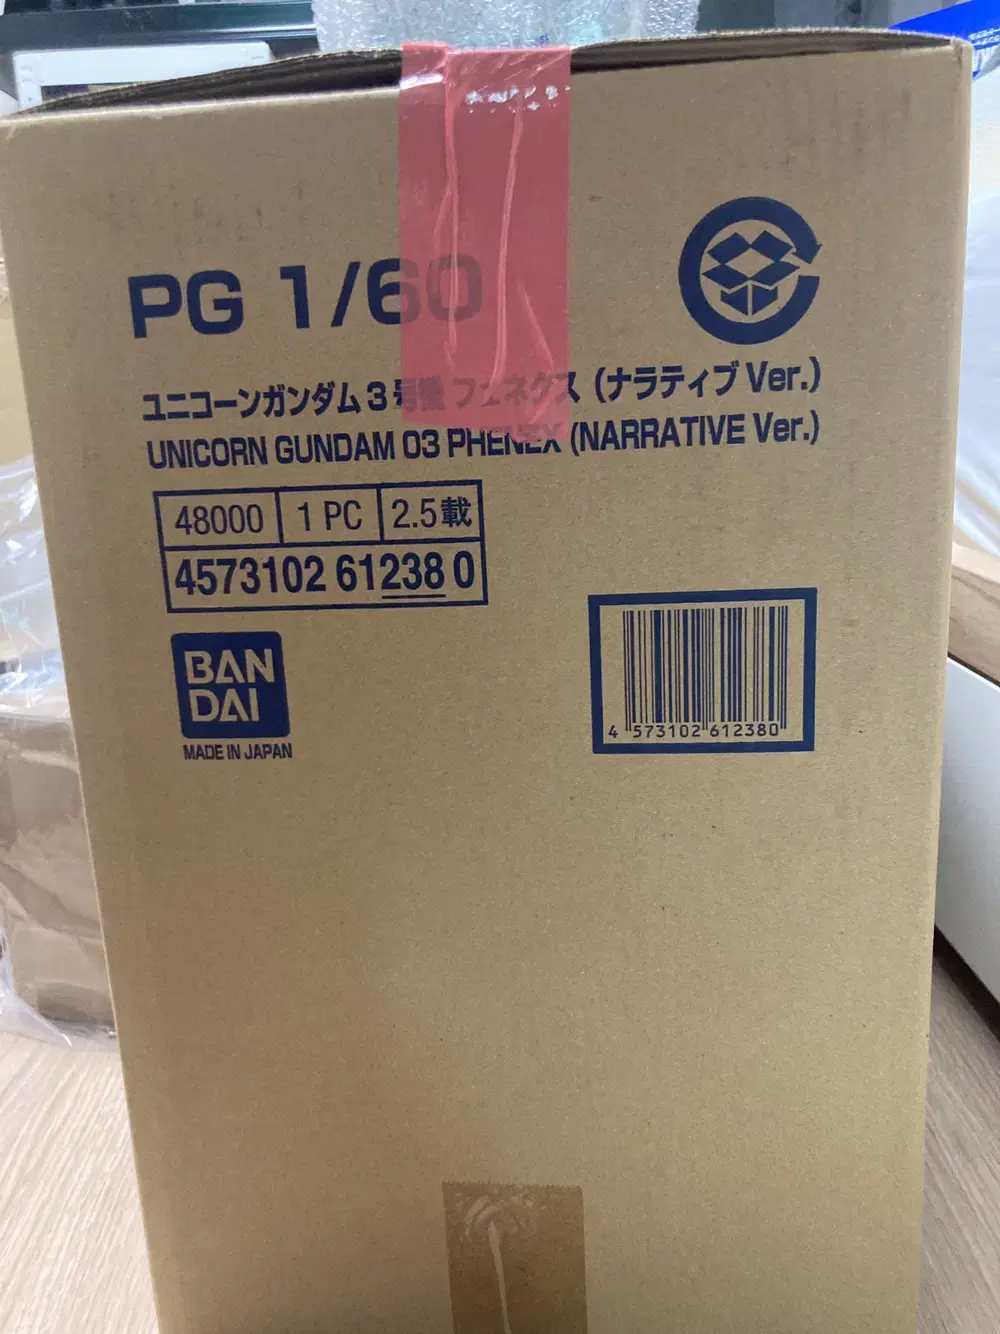 PG 1/60
ユニコーンガンダム3号機 フェネクス (ナラティブ Ver.)
UNICORN GUNDAM 03 PHENEX (NARRATIVE Ver.)
48000 1 PC 2.5載
4573102 61238 0
BAN
DAI
MADE IN JAPAN
4 573102 612380